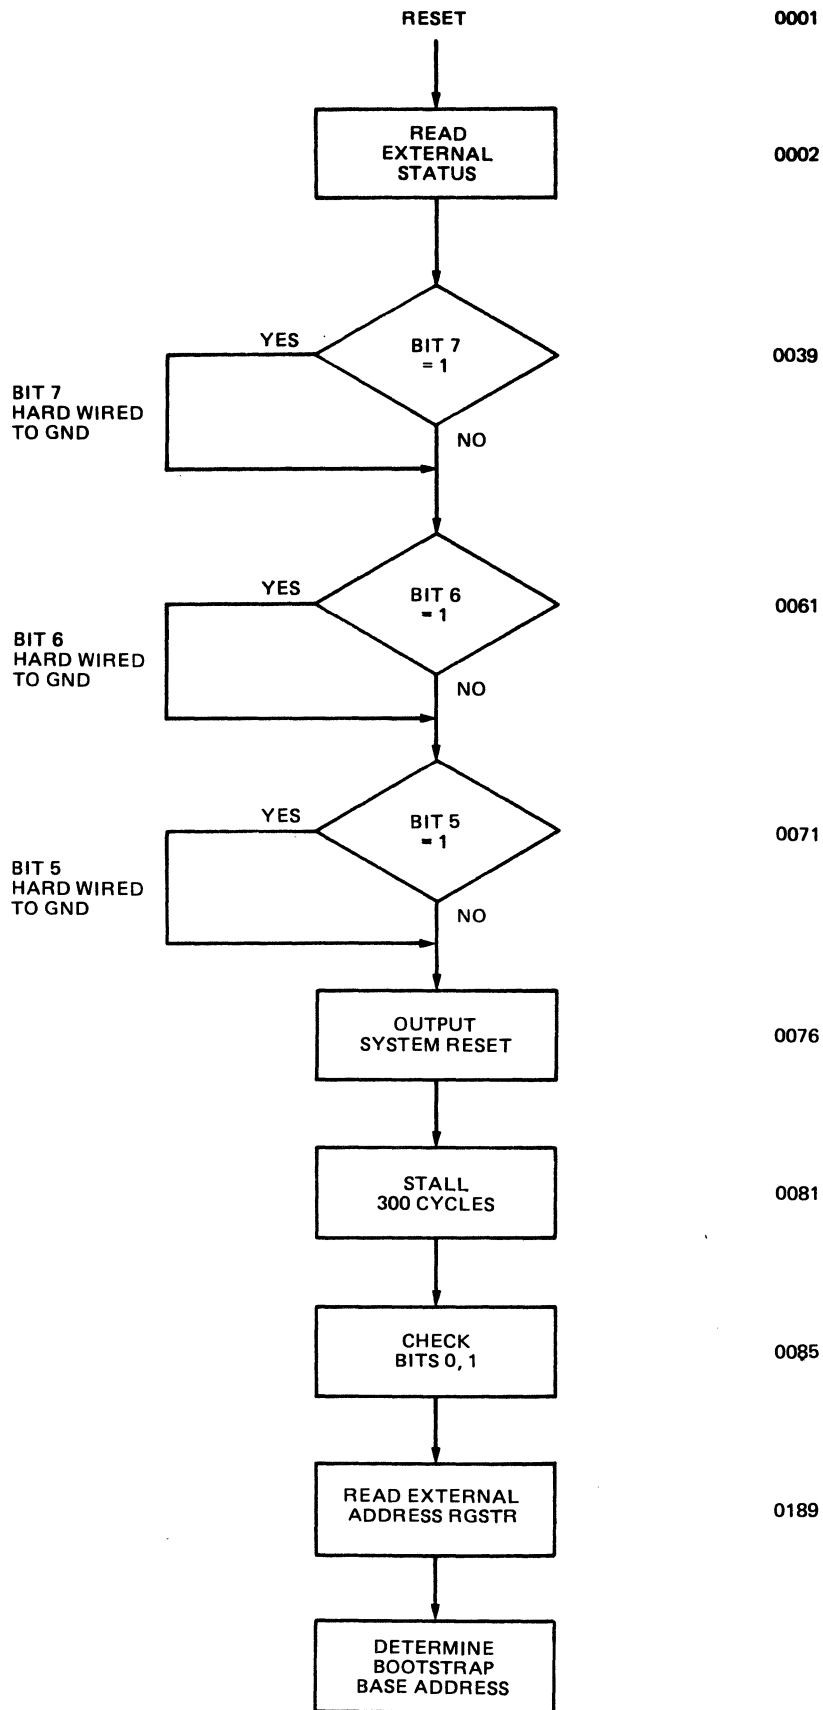 RESET 0001
READ
EXTERNAL
STATUS
0002
YES
BIT 7
= 1
0039
BIT 7
HARD WIRED
TO GND
NO
YES
BIT 6
= 1
0061
BIT 6
HARD WIRED
TO GND
NO
YES
BIT 5
= 1
0071
BIT 5
HARD WIRED
TO GND
NO
OUTPUT
SYSTEM RESET
0076
STALL
300 CYCLES
0081
CHECK
BITS 0, 1
0085
READ EXTERNAL
ADDRESS RGSTR
0189
DETERMINE
BOOTSTRAP
BASE ADDRESS